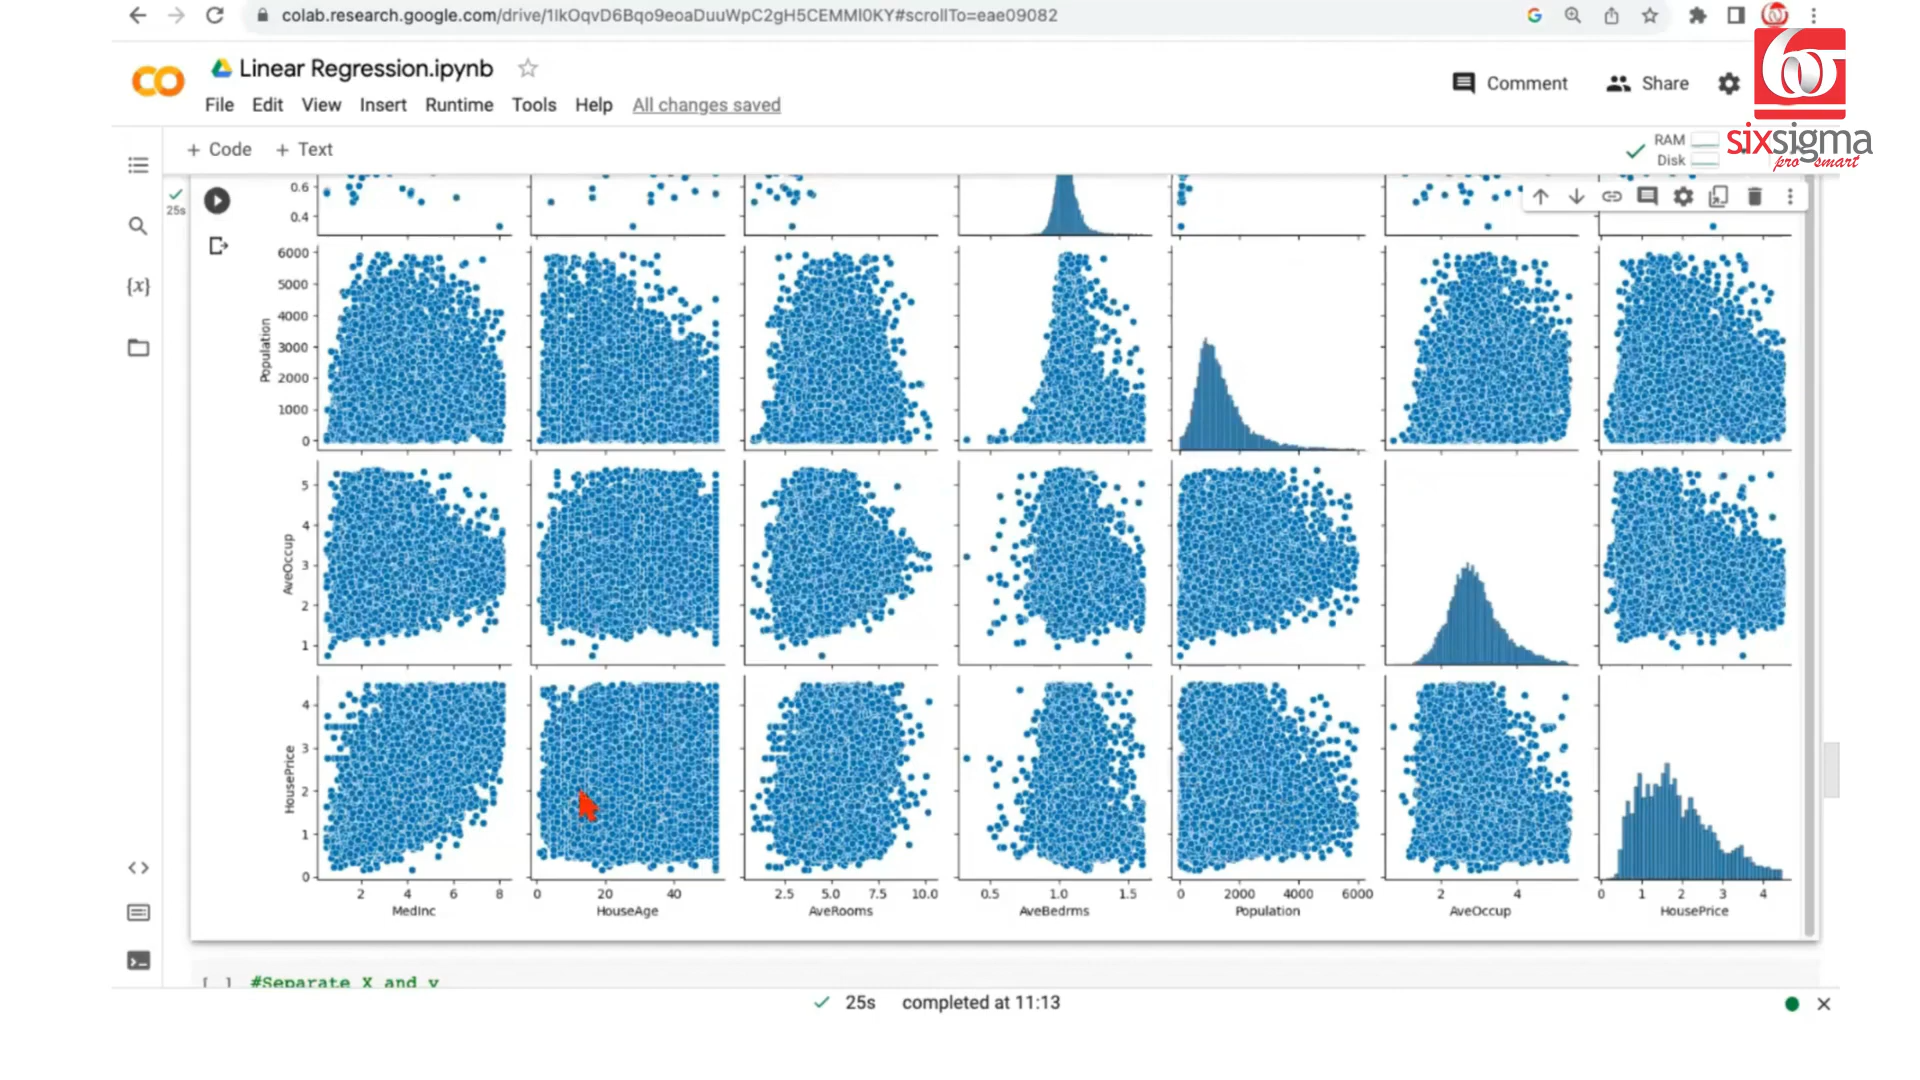 colab.research.google.com/drive/1IkOqvD6Bqo9eoaDuuWpC2gH5CEMMl0KY#scrollTo=eae09082
Linear Regression.ipynb
Comment
Share
File Edit View Insert Runtime Tools Help All changes saved
sixsigma
pro smart
+ Code + Text
RAM
Disk
25s
{x}
0.6
0.4
6000
5000
4000
3000
2000
1000
0
Population
5
4
3
2
1
AveOccup
4
3
2
1
0
HousePrice
2 4 6 8
0 20 40
2.5 5.0 7.5 10.0
0.5 1.0 1.5
0 2000 4000 6000
2 4
0 1 2 3 4
MedInc HouseAge AveRooms AveBedrms Population AveOccup HousePrice
[ ] #Separate X and y
25s completed at 11:13